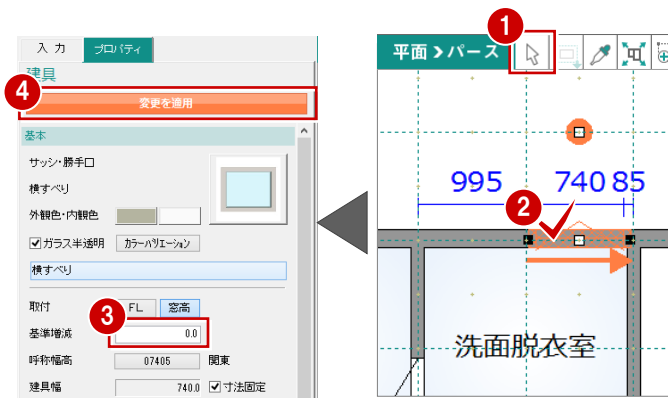 入 力 プロパティ
建具
4
変更を適用
基本
サッシ・勝手口
横すべり
外観色・内観色
ガラス半透明 カラーバリエーション
横すべり
取付 FL 窓高
3
基準増減 0.0
呼称幅高 07405 関東
建具幅 740.0 寸法固定
1
平面 パース
995 740 85
2
洗面脱衣室